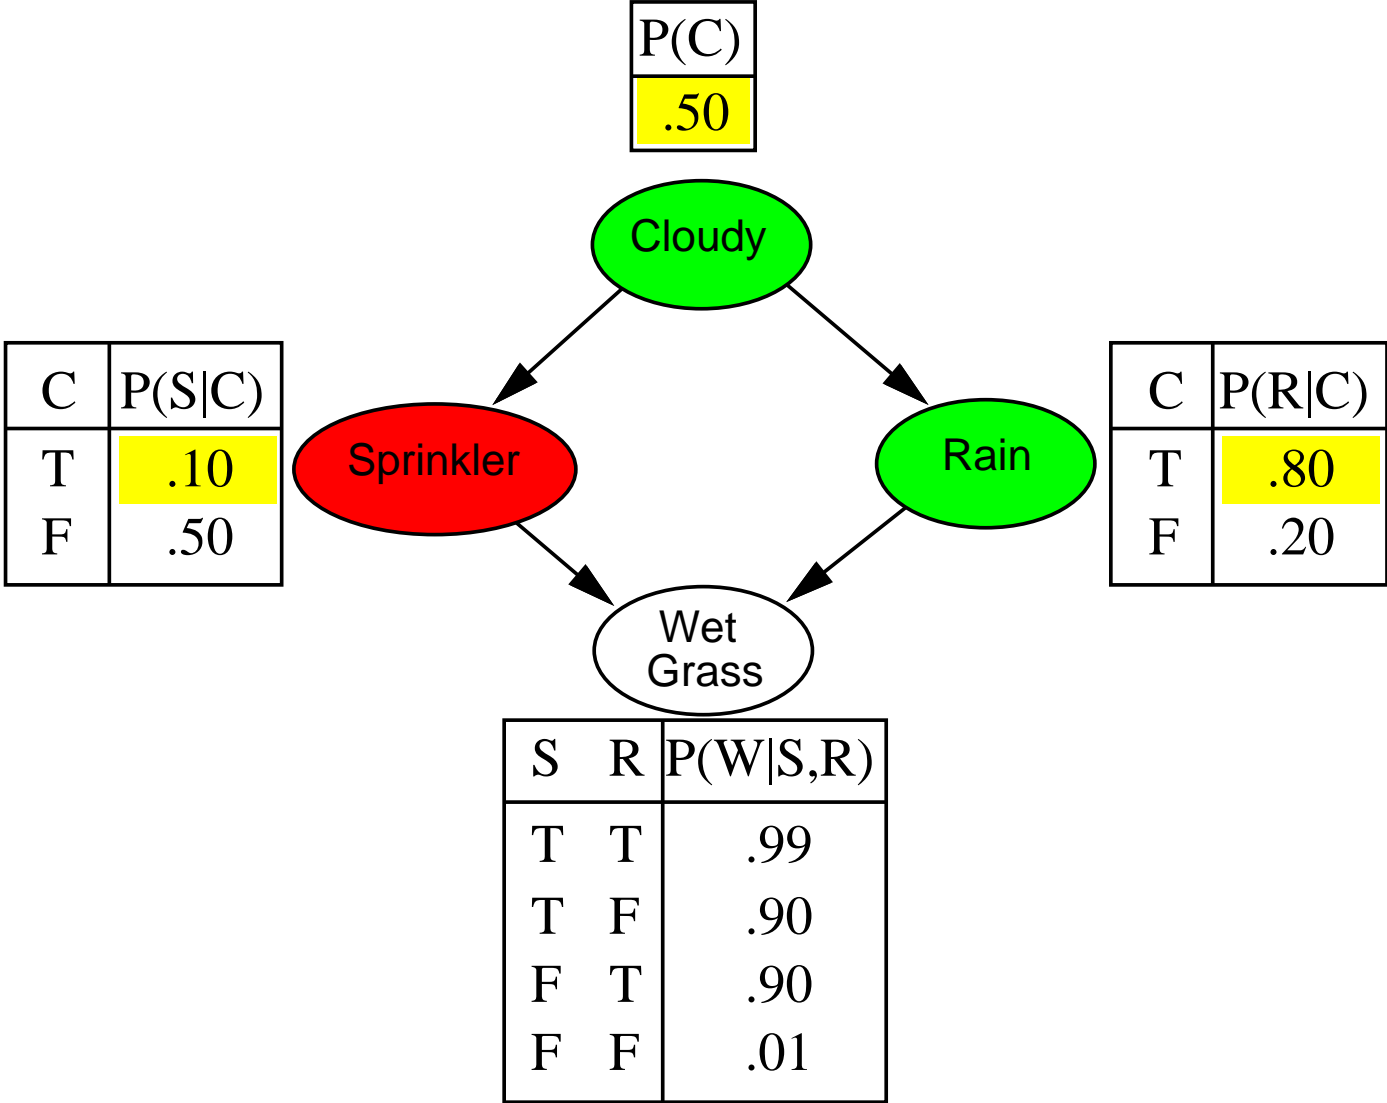 P(C)
.50
Cloudy
C P(S|C)
T .10
F .50
Sprinkler
Rain
C P(R|C)
T .80
F .20
Wet
Grass
S R P(W|S,R)
T T .99
T F .90
F T .90
F F .01